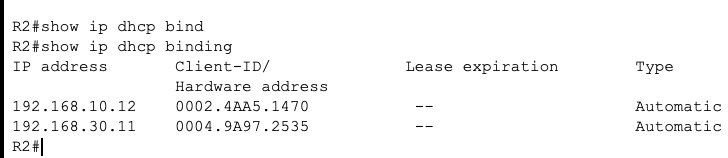 R2#show ip dhcp bind
R2#show ip dhcp binding
IP address       Client-ID/              Lease expiration        Type
                 Hardware address
192.168.10.12    0002.4AA5.1470           --                     Automatic
192.168.30.11    0004.9A97.2535           --                     Automatic
R2#